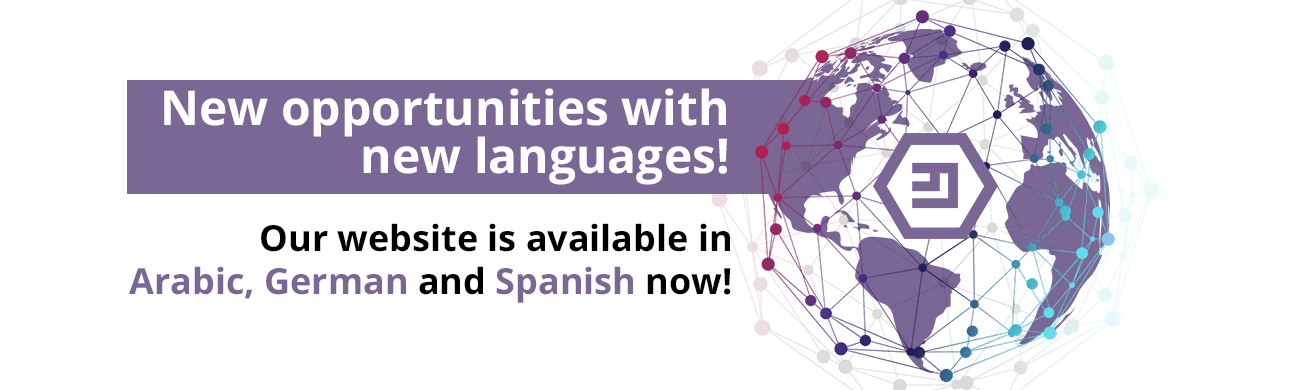 New opportunities with
new languages!
Our website is available in
Arabic, German and Spanish now!